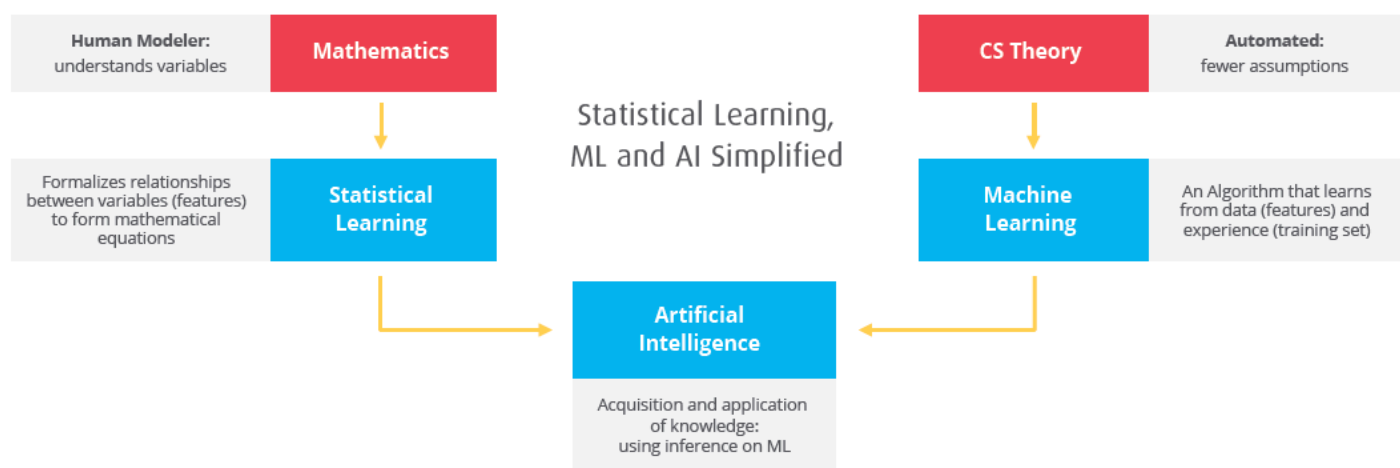 Human Modeler:
understands variables
Mathematics
CS Theory
Automated:
fewer assumptions
Statistical Learning,
ML and AI Simplified
Formalizes relationships
between variables (features)
to form mathematical
equations
Statistical
Learning
Machine
Learning
An Algorithm that learns
from data (features) and
experience (training set)
Artificial
Intelligence
Acquisition and application
of knowledge:
using inference on ML